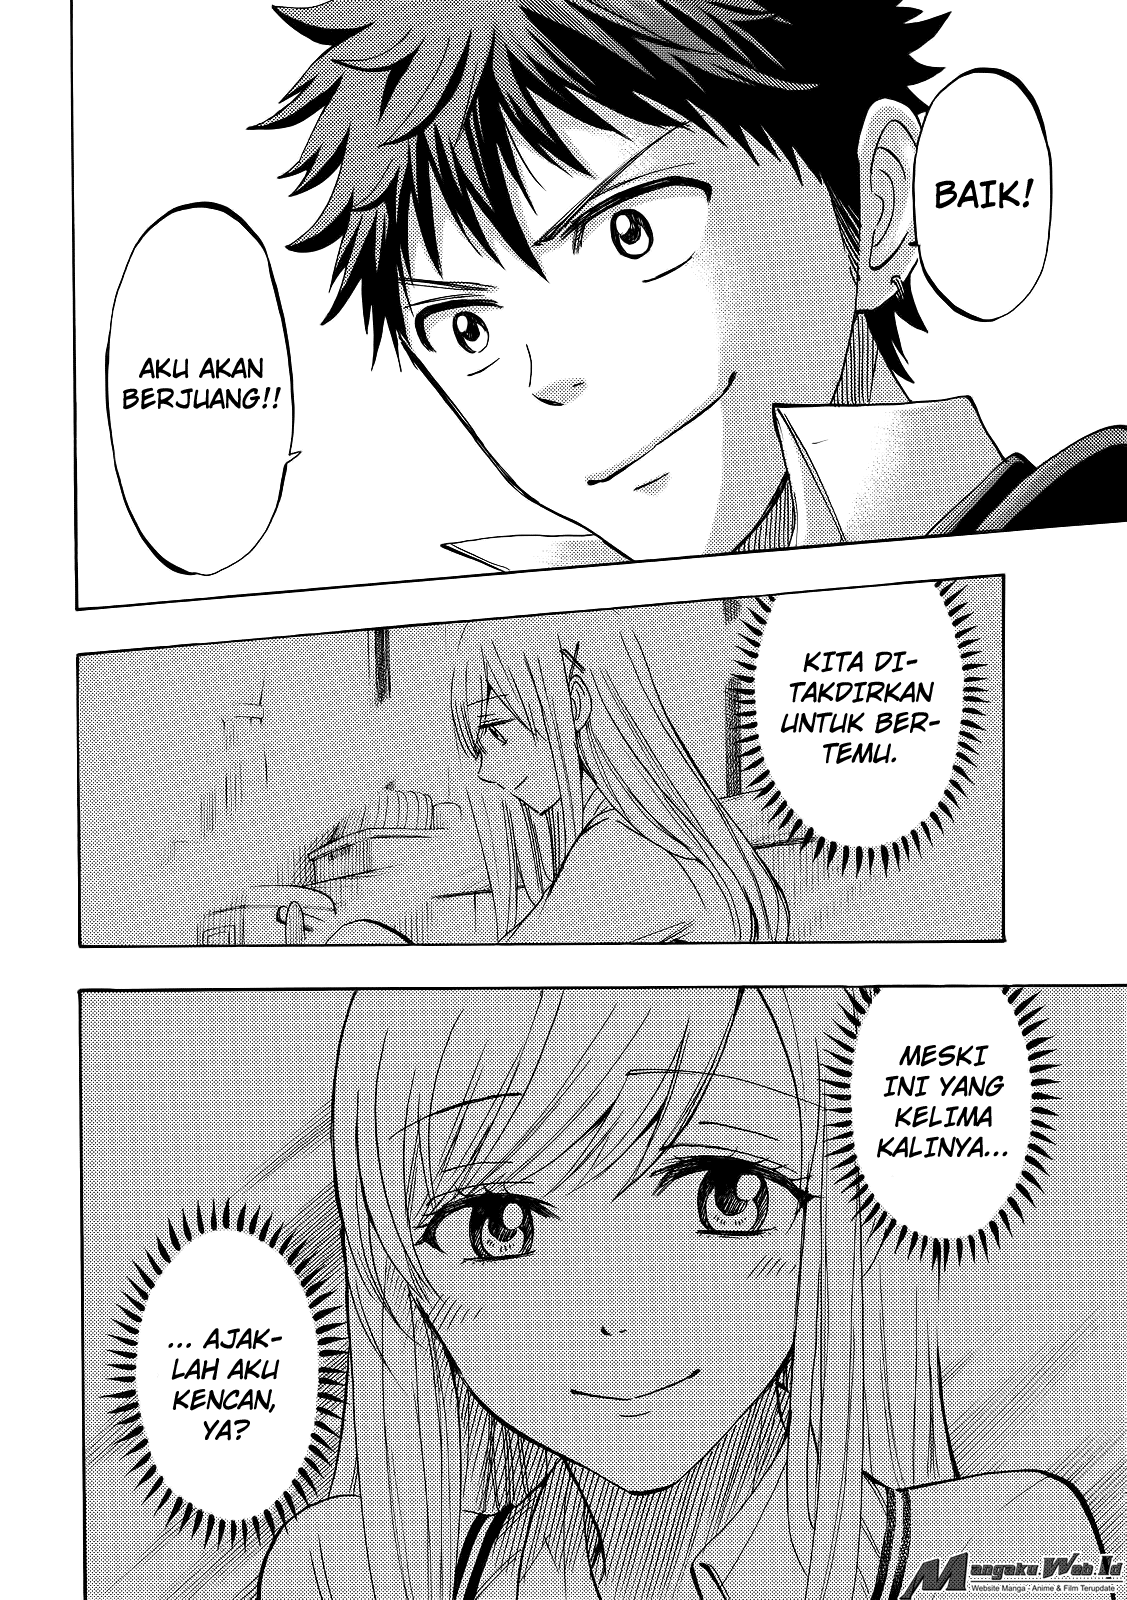 BAIK!
AKU AKAN
BERJUANG!!
KITA DI-
TAKDIRKAN
UNTUK BER-
TEMU.
MESKI
INI YANG
KELIMA
KALINYA...
... AJAK-
LAH AKU
KENCAN,
YA?
Mangaku.Web.Id
Website Manga - Anime & Film Terupdate